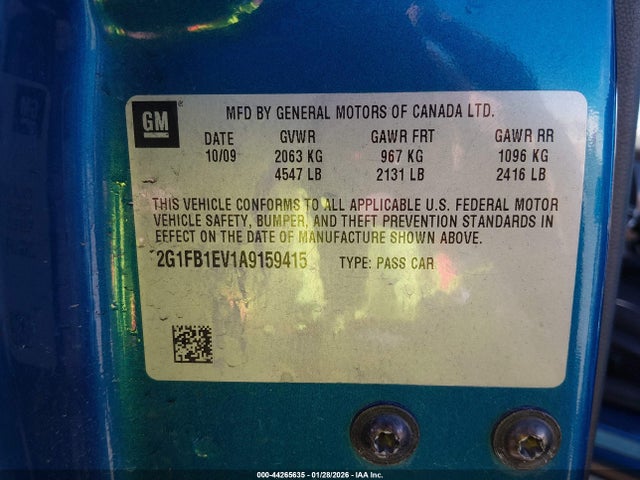 GM ® MFD BY GENERAL MOTORS OF CANADA LTD.
DATE GVWR GAWR FRT GAWR RR
10/09 2063 KG 967 KG 1096 KG
4547 LB 2131 LB 2416 LB
THIS VEHICLE CONFORMS TO ALL APPLICABLE U.S. FEDERAL MOTOR
VEHICLE SAFETY, BUMPER, AND THEFT PREVENTION STANDARDS IN
EFFECT ON THE DATE OF MANUFACTURE SHOWN ABOVE.
2G1FB1EV1A9159415 TYPE: PASS CAR
000-44265635 - 01/28/2026 - IAA Inc.